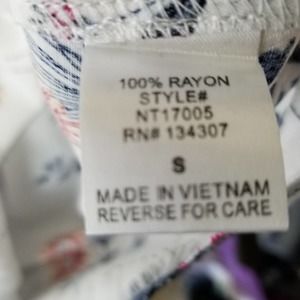 100% RAYON
STYLE#
NT17005
RN# 134307
S
MADE IN VIETNAM
REVERSE FOR CARE